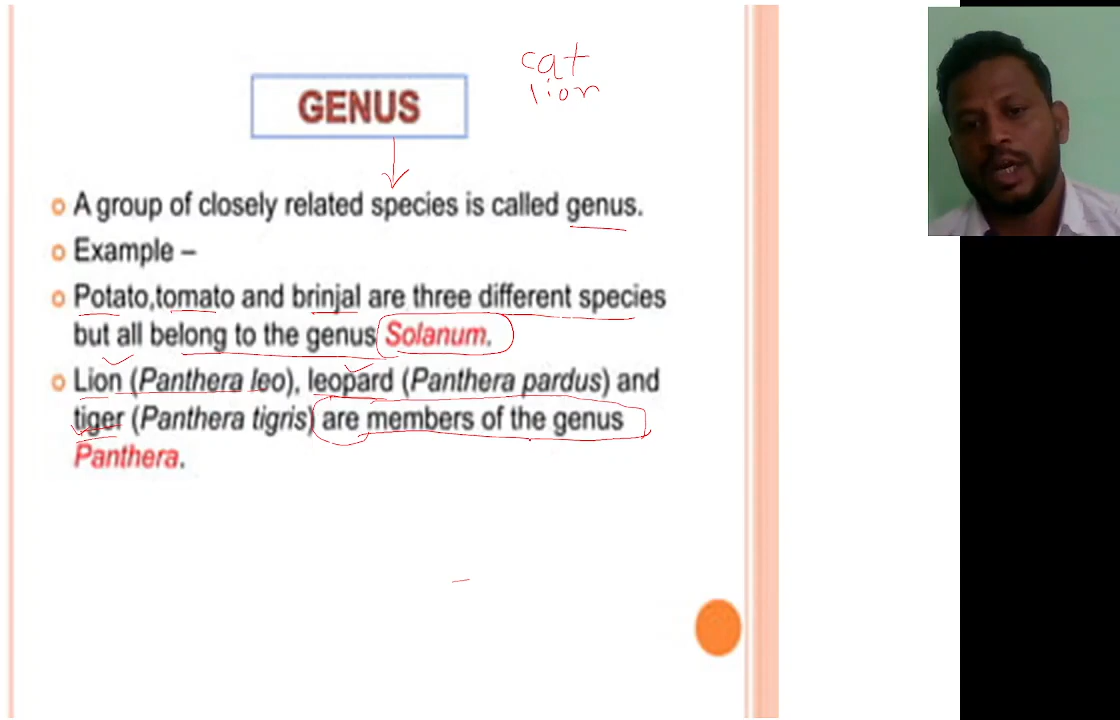 cat
lion
GENUS
A group of closely related species is called genus.
Example –
Potato,tomato and brinjal are three different species
but all belong to the genus Solanum.
Lion (Panthera leo), leopard (Panthera pardus) and
tiger (Panthera tigris) are members of the genus
Panthera.